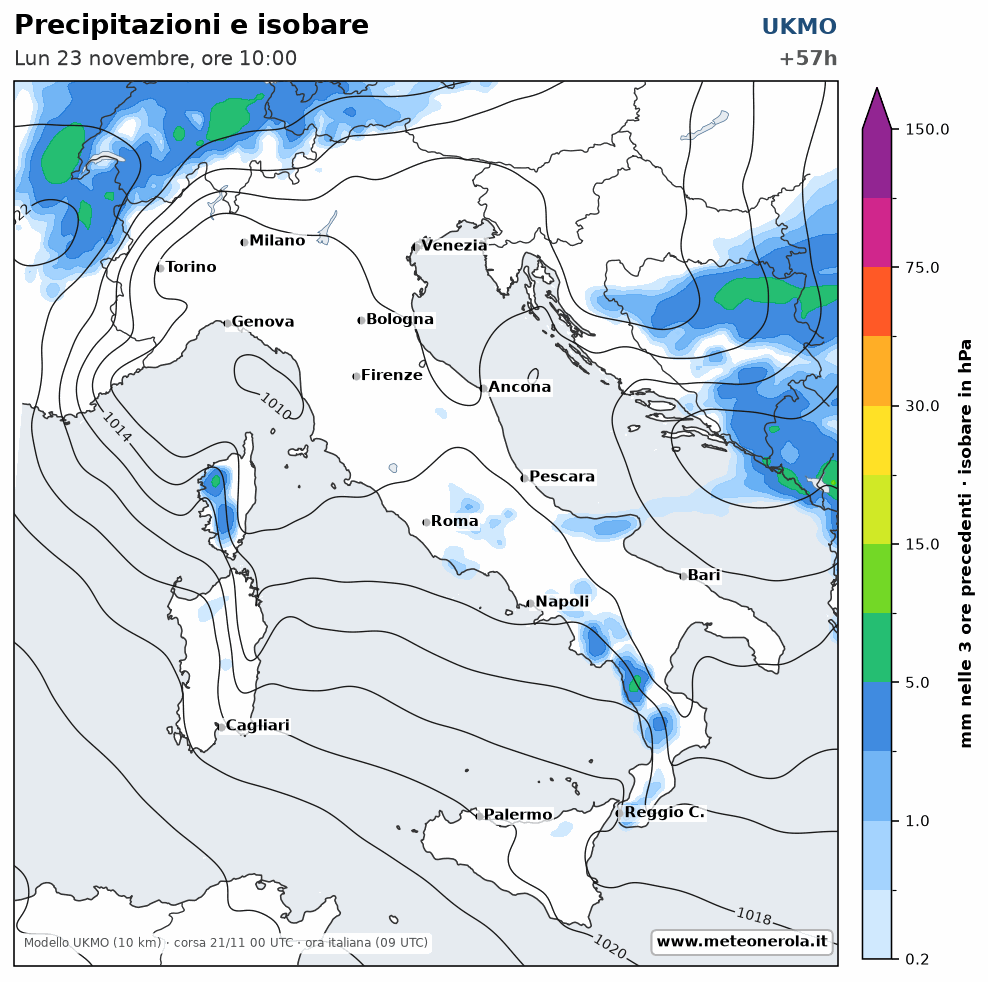 Precipitazioni e isobare
UKMO
Lun 23 novembre, ore 10:00
+57h
150.0
75.0
30.0
15.0
5.0
1.0
0.2
mm nelle 3 ore precedenti · isobare in hPa
Milano
Venezia
Torino
Genova
Bologna
Firenze
Ancona
1010
1014
Pescara
Roma
Bari
Napoli
Cagliari
Palermo
Reggio C.
1018
1020
Modello UKMO (10 km) · corsa 21/11 00 UTC · ora italiana (09 UTC)
www.meteonerola.it